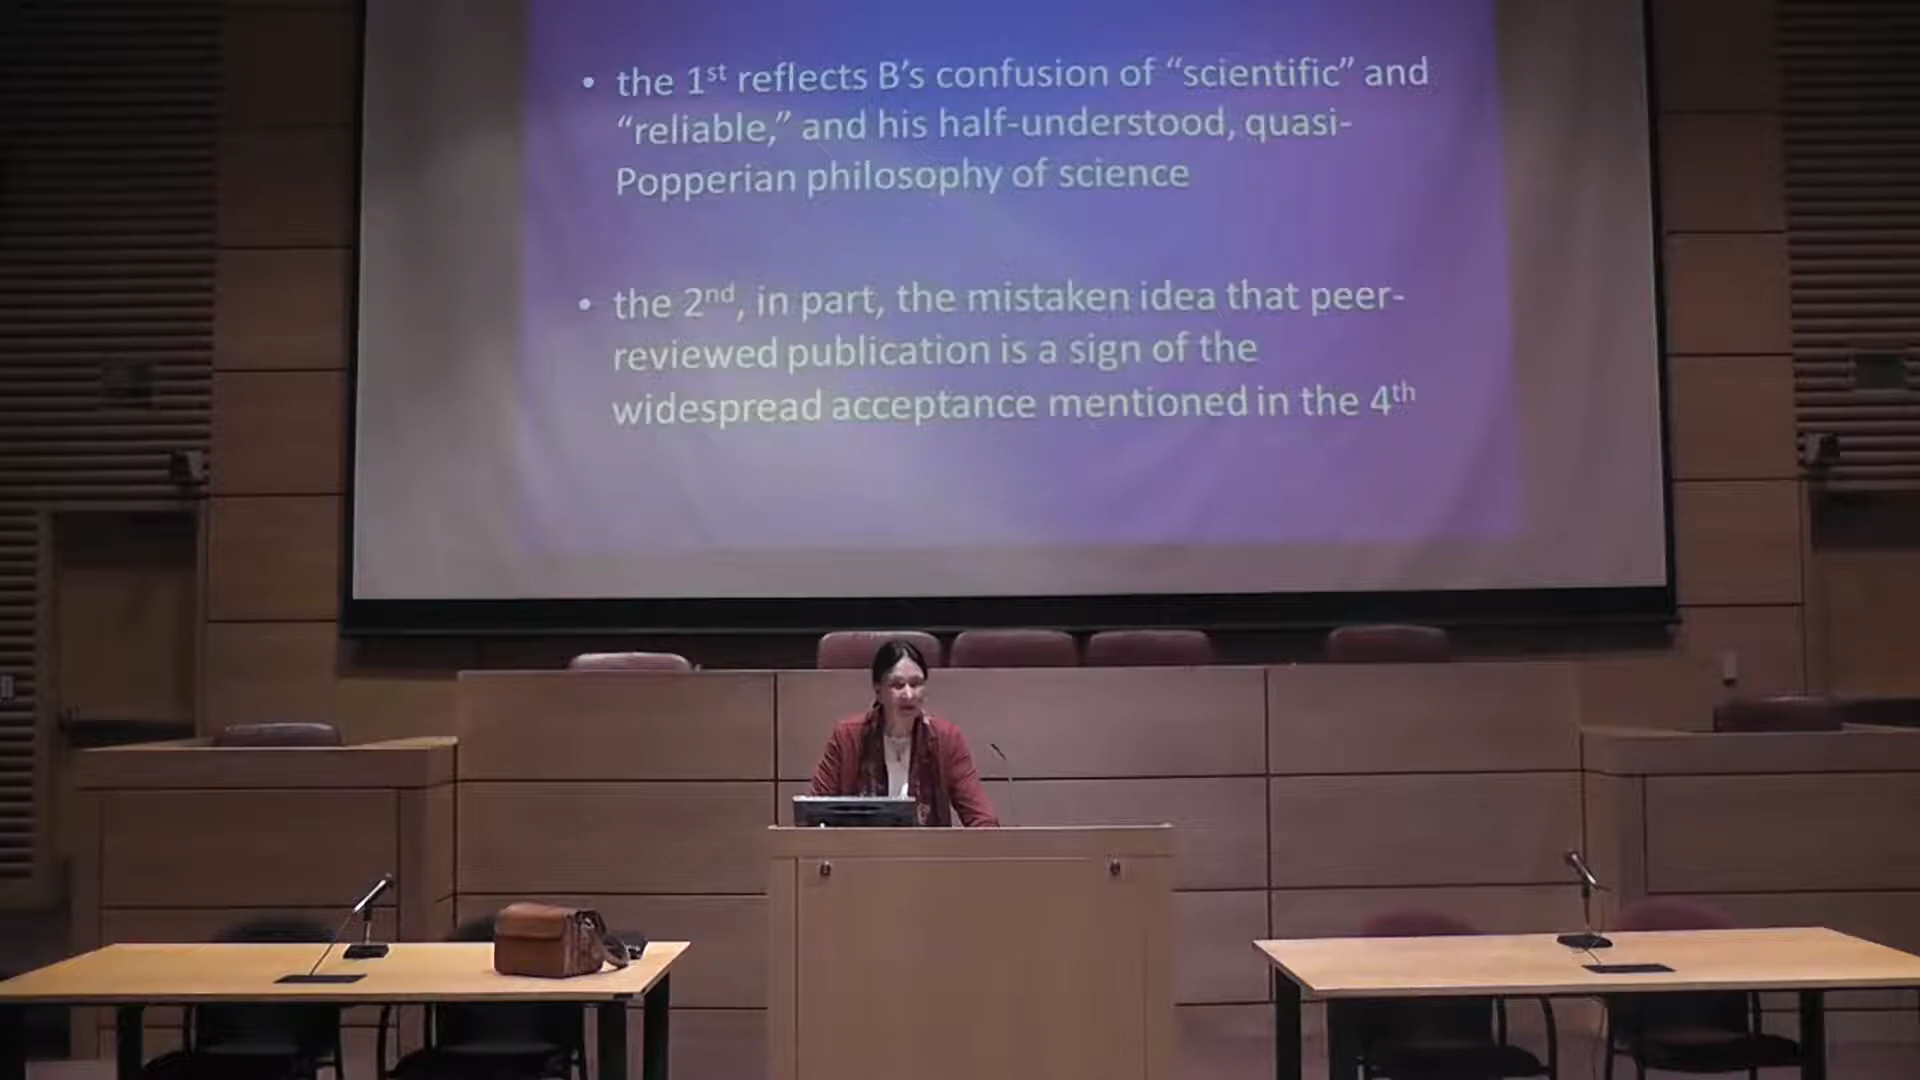 • the 1st reflects B’s confusion of “scientific” and
“reliable,” and his half-understood, quasi-
Popperian philosophy of science
• the 2nd, in part, the mistaken idea that peer-
reviewed publication is a sign of the
widespread acceptance mentioned in the 4th